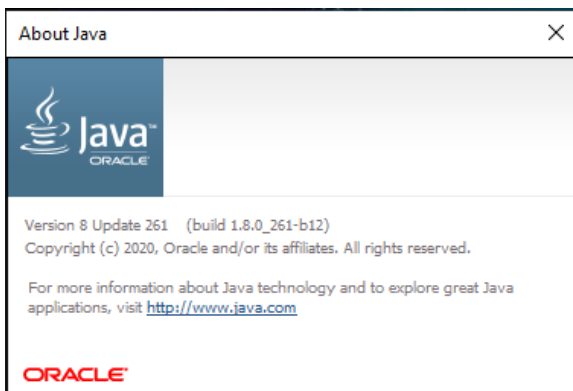 About Java
Java™
ORACLE
Version 8 Update 261 (build 1.8.0_261-b12)
Copyright (c) 2020, Oracle and/or its affiliates. All rights reserved.
For more information about Java technology and to explore great Java
applications, visit http://www.java.com
ORACLE